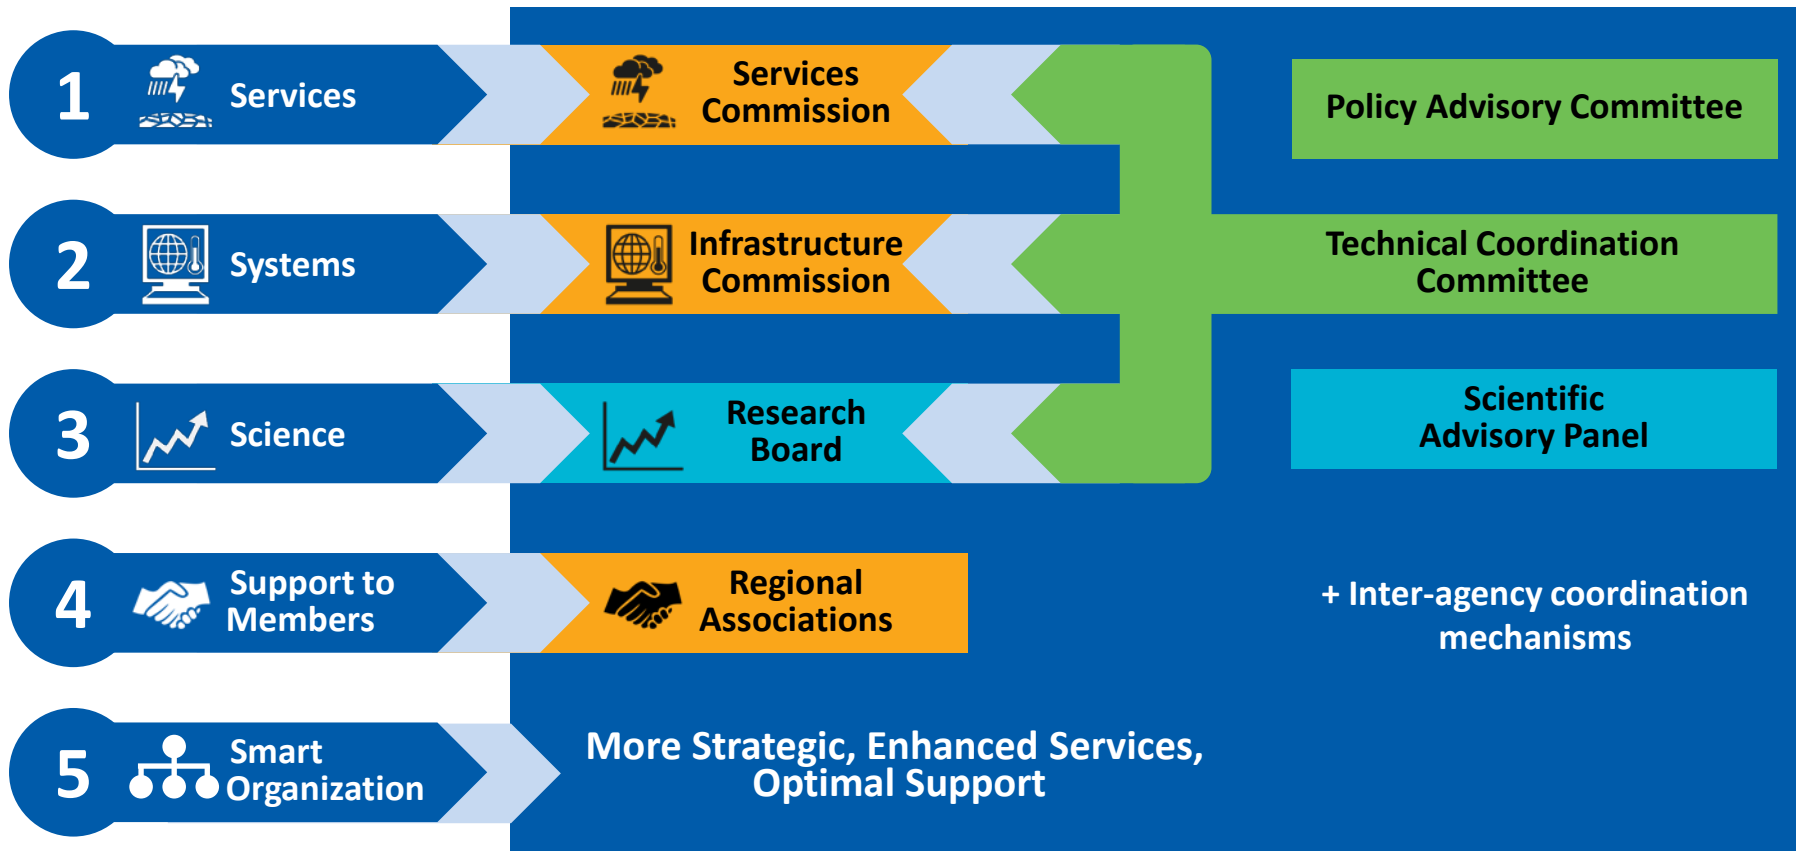 1
Services
Services
Commission
Policy Advisory Committee
2
Systems
Infrastructure
Commission
Technical Coordination
Committee
3
Science
Research
Board
Scientific
Advisory Panel
4
Support to
Members
Regional
Associations
+ Inter-agency coordination
mechanisms
5
Smart
Organization
More Strategic, Enhanced Services,
Optimal Support